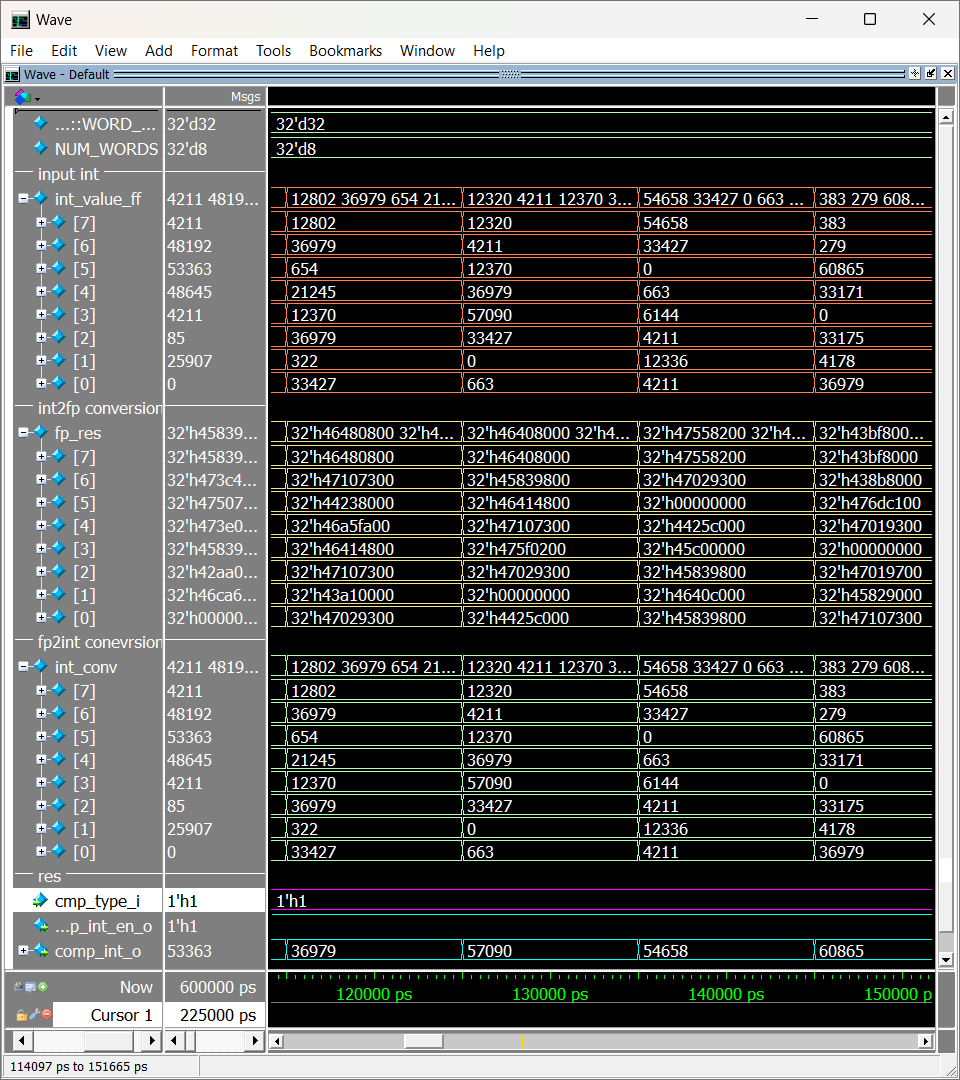 Wave
File Edit View Add Format Tools Bookmarks Window Help
Wave - Default
Msgs
...::WORD_... 32'd32 32'd32
NUM_WORDS 32'd8 32'd8
input int
int_value_ff 4211 4819... 12802 36979 654 21... 12320 4211 12370 3... 54658 33427 0 663 ... 383 279 608...
[7] 4211 12802 12320 54658 383
[6] 48192 36979 4211 33427 279
[5] 53363 654 12370 0 60865
[4] 48645 21245 36979 663 33171
[3] 4211 12370 57090 6144 0
[2] 85 36979 33427 4211 33175
[1] 25907 322 0 12336 4178
[0] 0 33427 663 4211 36979
int2fp conversion
fp_res 32'h45839... 32'h46480800 32'h4... 32'h46408000 32'h4... 32'h47558200 32'h4... 32'h43bf800...
[7] 32'h45839... 32'h46480800 32'h46408000 32'h47558200 32'h43bf8000
[6] 32'h473c4... 32'h47107300 32'h45839800 32'h47029300 32'h438b8000
[5] 32'h47507... 32'h44238000 32'h46414800 32'h00000000 32'h476dc100
[4] 32'h473e0... 32'h46a5fa00 32'h47107300 32'h4425c000 32'h47019300
[3] 32'h45839... 32'h46414800 32'h475f0200 32'h45c00000 32'h00000000
[2] 32'h42aa0... 32'h47107300 32'h47029300 32'h45839800 32'h47019700
[1] 32'h46ca6... 32'h43a10000 32'h00000000 32'h4640c000 32'h45829000
[0] 32'h00000... 32'h47029300 32'h4425c000 32'h45839800 32'h47107300
fp2int conevrsion
int_conv 4211 4819... 12802 36979 654 21... 12320 4211 12370 3... 54658 33427 0 663 ... 383 279 608...
[7] 4211 12802 12320 54658 383
[6] 48192 36979 4211 33427 279
[5] 53363 654 12370 0 60865
[4] 48645 21245 36979 663 33171
[3] 4211 12370 57090 6144 0
[2] 85 36979 33427 4211 33175
[1] 25907 322 0 12336 4178
[0] 0 33427 663 4211 36979
res
cmp_type_i 1'h1 1'h1
...p_int_en_o 1'h1
comp_int_o 53363 36979 57090 54658 60865
Now 600000 ps 120000 ps 130000 ps 140000 ps 150000 p
Cursor 1 225000 ps
114097 ps to 151665 ps